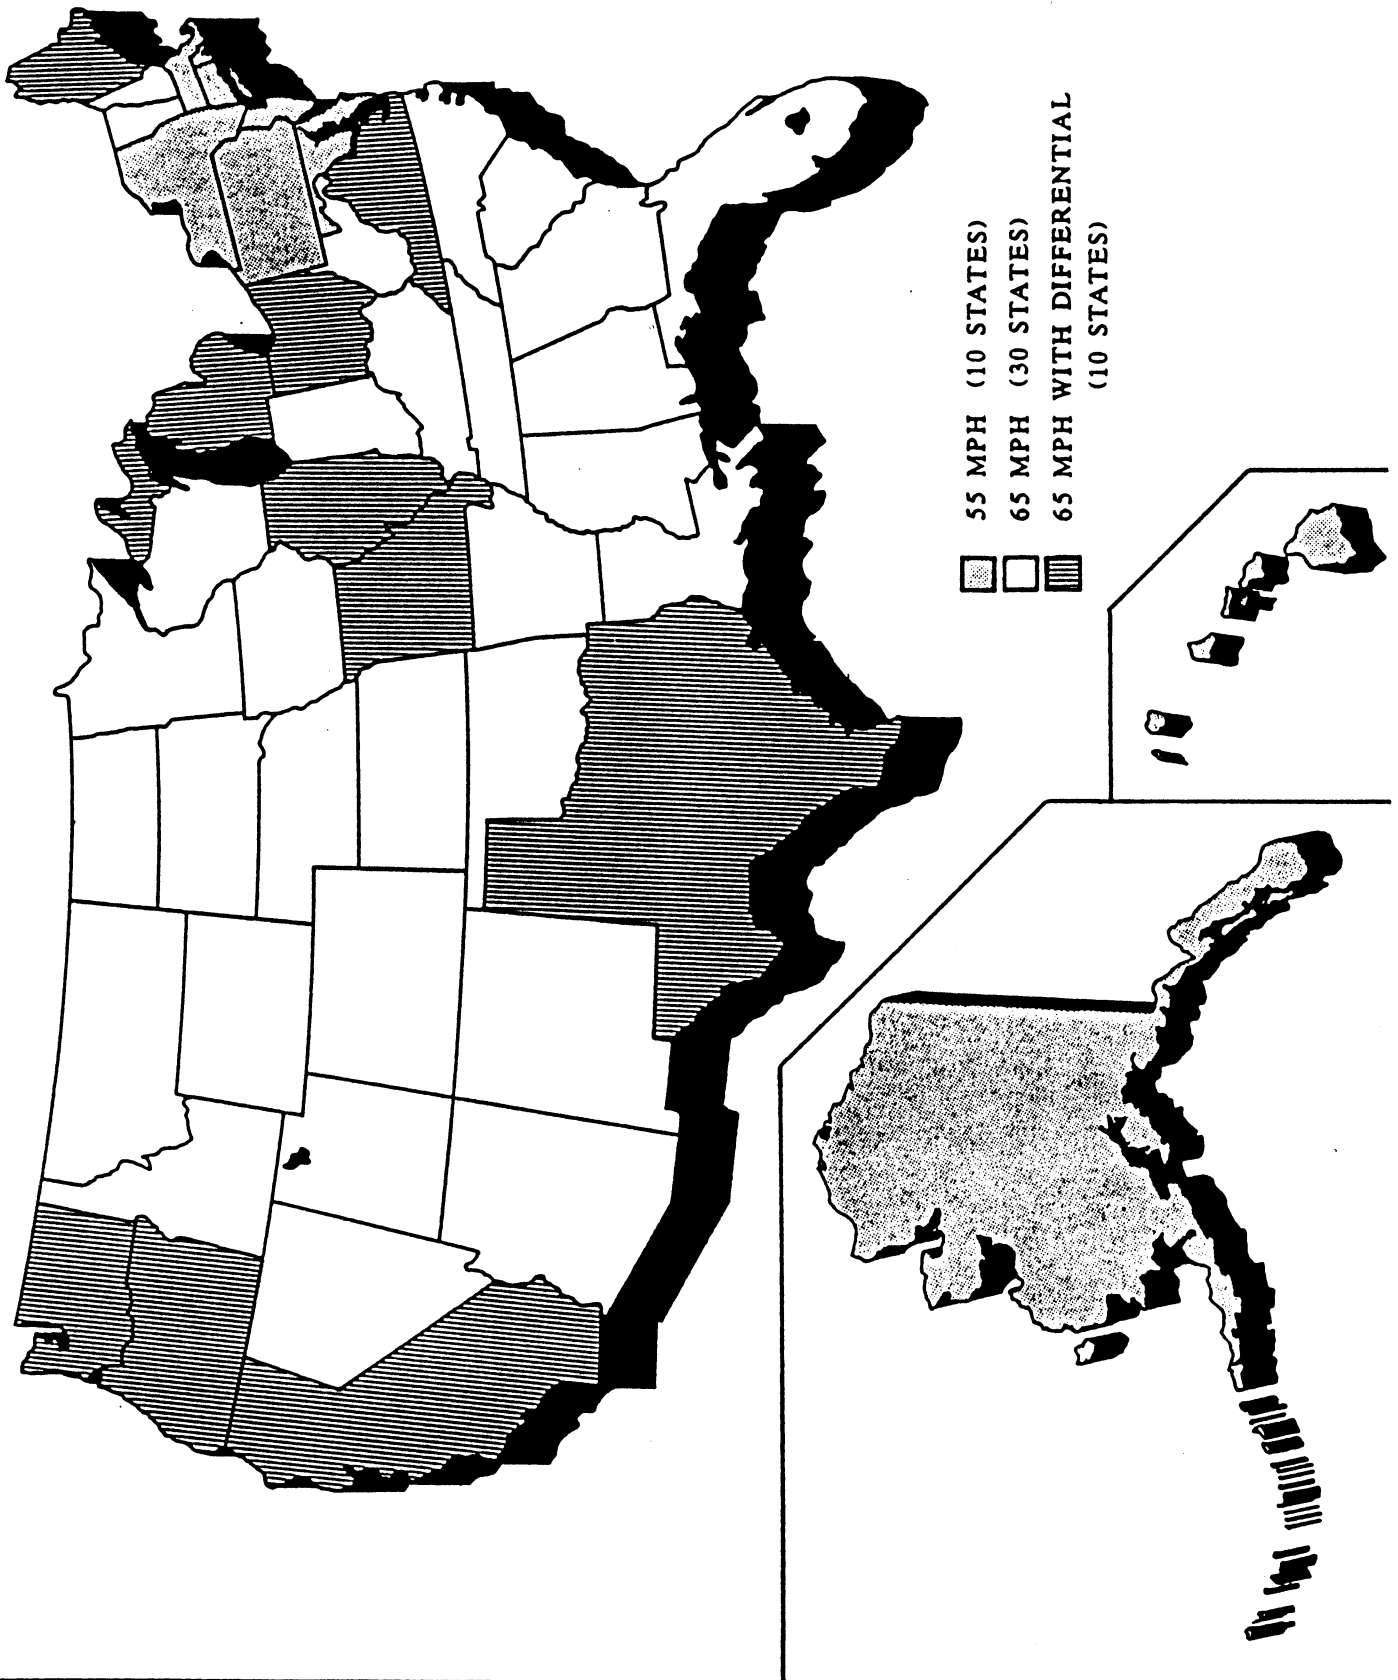 55 MPH (10 STATES)
65 MPH (30 STATES)
65 MPH WITH DIFFERENTIAL
(10 STATES)